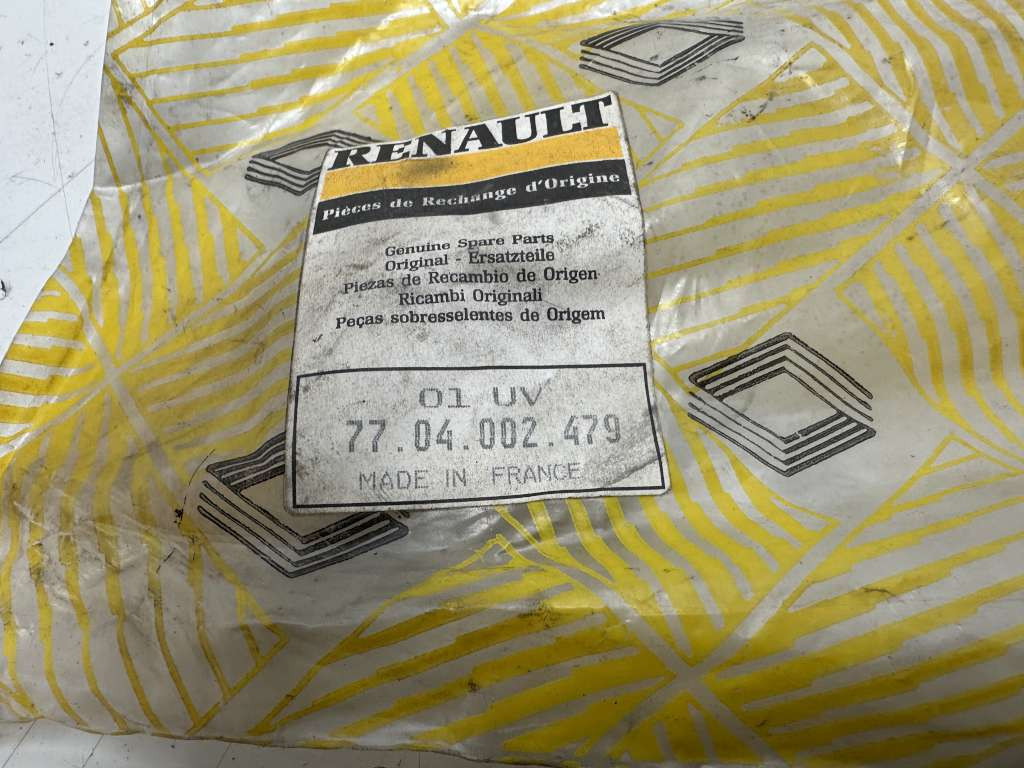 RENAULT
Pièces de Rechange d'Origine
Genuine Spare Parts
Original - Ersatzteile
Piezas de Recambio de Origen
Ricambi Originali
Peças sobresselentes de Origem
01 UV
77.04.002.479
MADE IN FRANCE